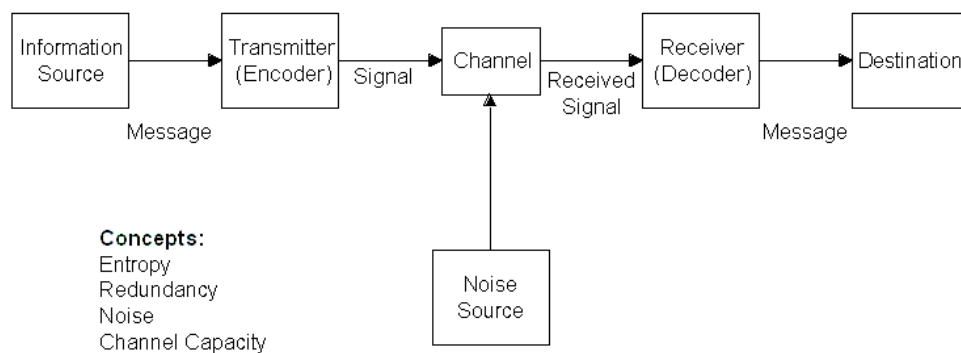 Information
Source
Transmitter
(Encoder)
Channel
Receiver
(Decoder)
Destination
Message
Signal
Received
Signal
Message
Noise
Source
Concepts:
Entropy
Redundancy
Noise
Channel Capacity